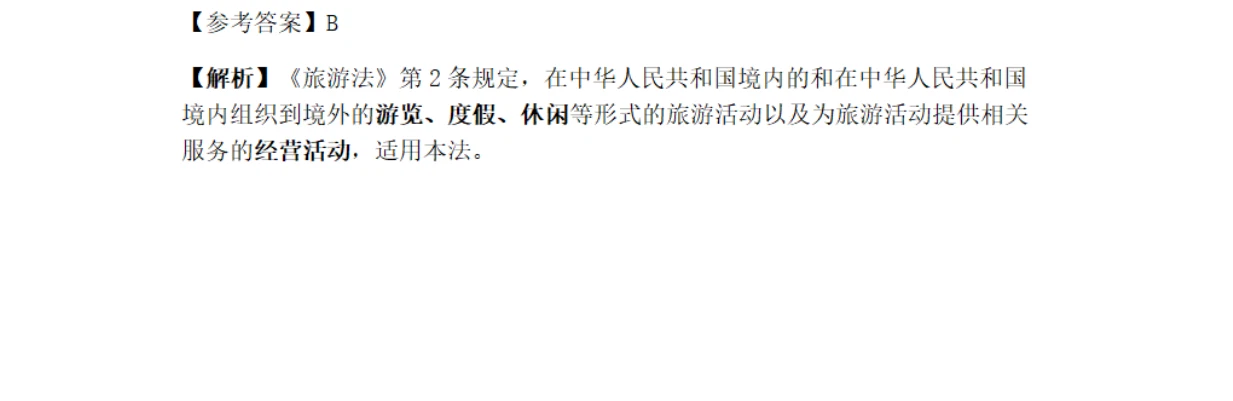 【参考答案】B
【解析】《旅游法》第 2 条规定，在中华人民共和国境内的和在中华人民共和国
境内组织到境外的游览、度假、休闲等形式的旅游活动以及为旅游活动提供相关
服务的经营活动，适用本法。